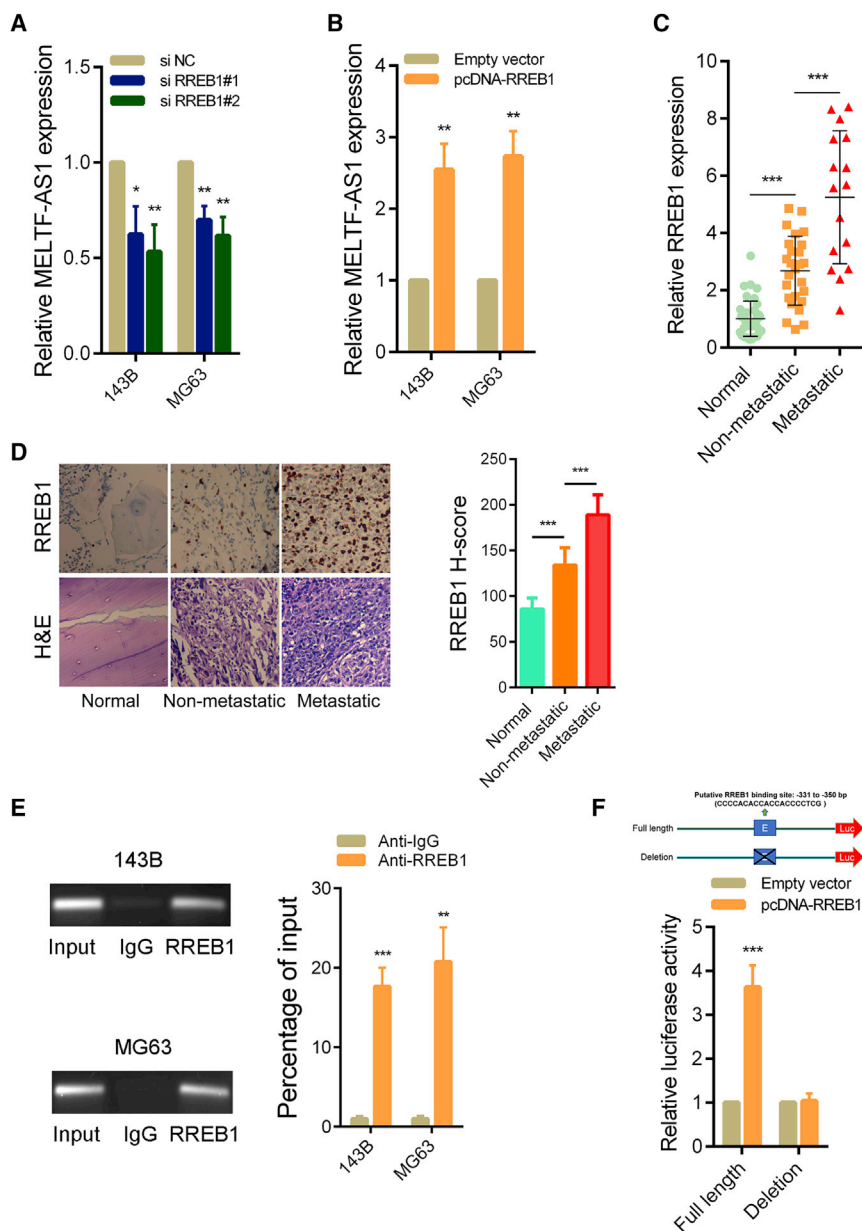 A
si NC
si RREB1#1
si RREB1#2
Relative MELTF-AS1 expression
1.5
1.0
0.5
0.0
*
**
**
**
143B
MG63
B
Empty vector
pcDNA-RREB1
Relative MELTF-AS1 expression
4
3
2
1
0
**
**
143B
MG63
C
Relative RREB1 expression
10
8
6
4
2
0
***
***
Normal
Non-metastatic
Metastatic
D
RREB1
H&E
Normal
Non-metastatic
Metastatic
RREB1 H-score
250
200
150
100
50
0
***
***
Normal
Non-metastatic
Metastatic
E
143B
Input IgG RREB1
MG63
Input IgG RREB1
Anti-IgG
Anti-RREB1
Percentage of input
30
20
10
0
***
**
143B
MG63
F
Putative RREB1 binding site: -331 to -350 bp
(CCCCACACCACCACCCCTCG )
Full length
E
Luc
Deletion
Luc
Empty vector
pcDNA-RREB1
Relative luciferase activity
5
4
3
2
1
0
***
Full length
Deletion